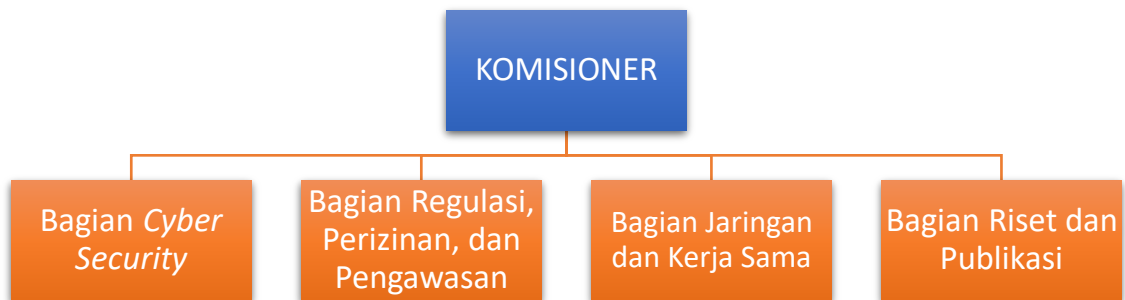 KOMISIONER
Bagian Cyber
Security
Bagian Regulasi,
Perizinan, dan
Pengawasan
Bagian Jaringan
dan Kerja Sama
Bagian Riset dan
Publikasi